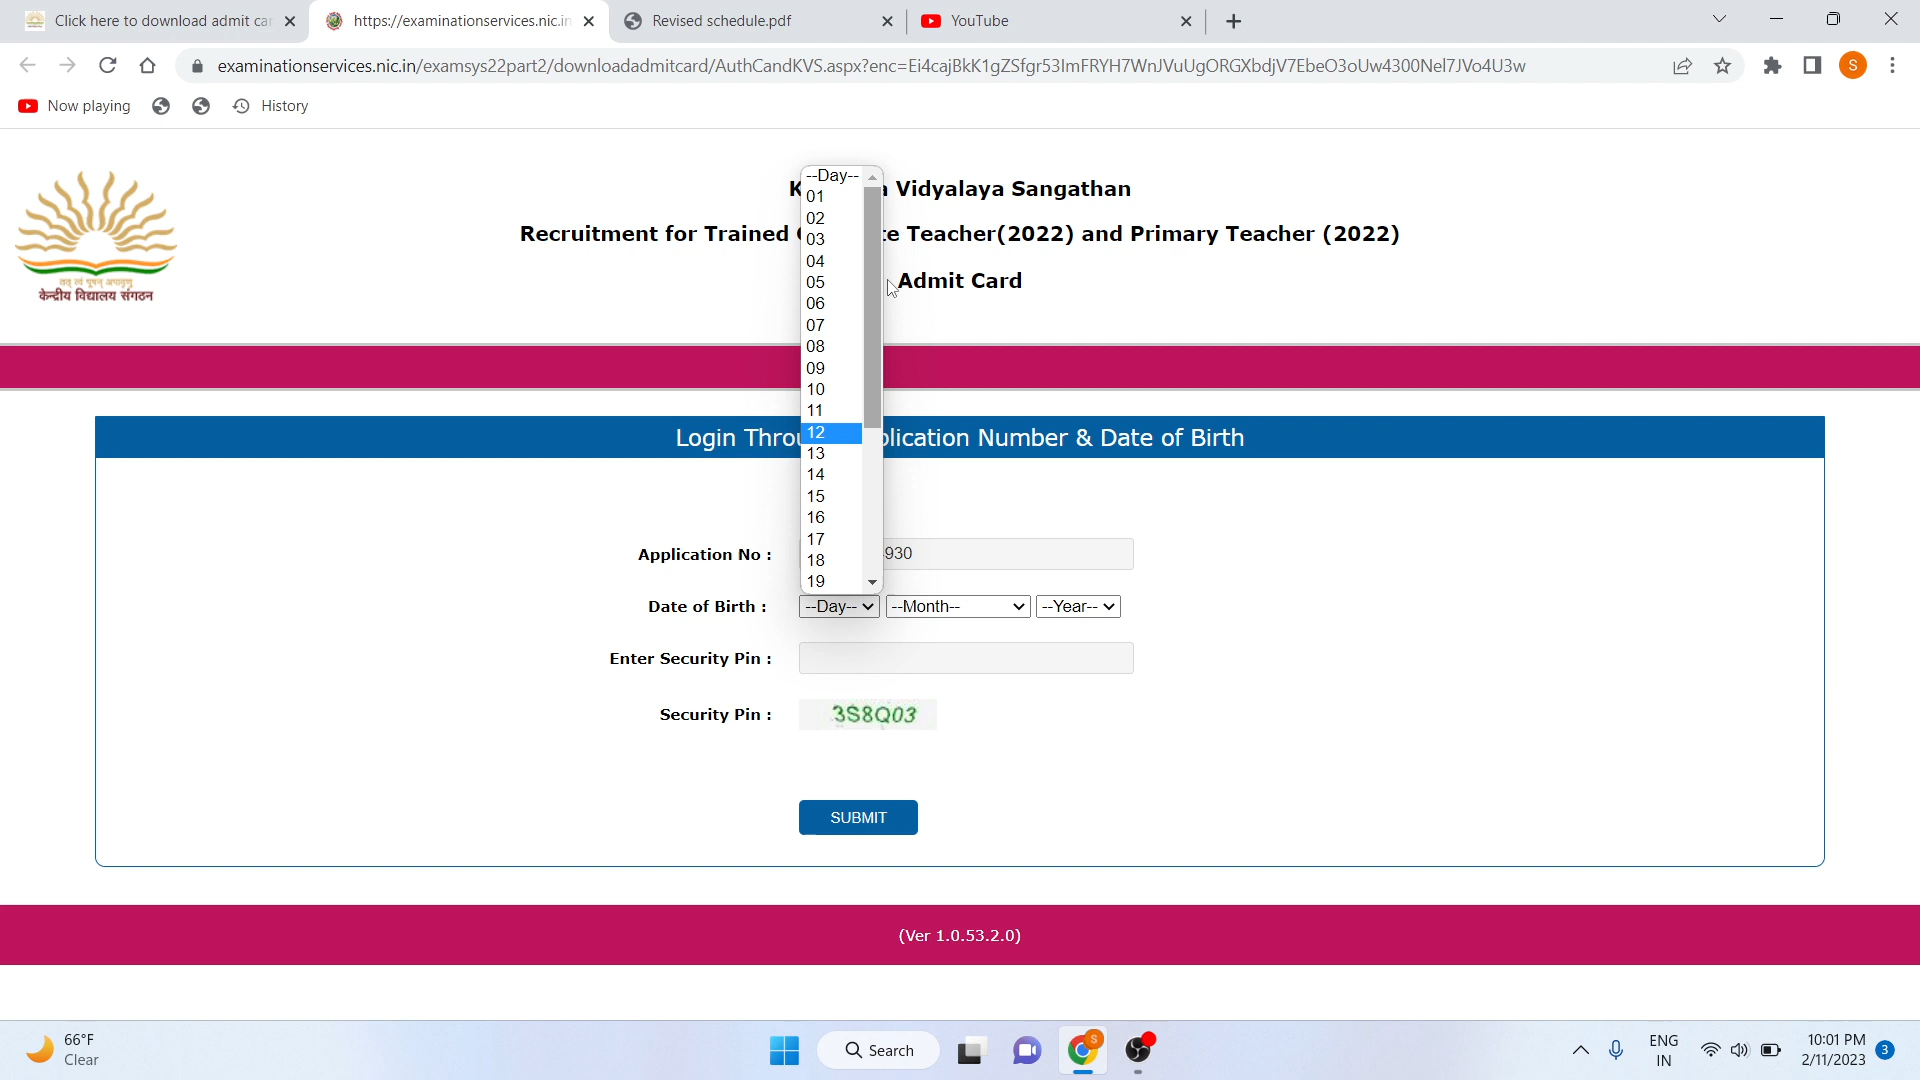 Click here to download admit ca
https://examinationservices.nic.in
Revised schedule.pdf
YouTube
examinationservices.nic.in/examsys22part2/downloadadmitcard/AuthCandKVS.aspx?enc=Ei4cajBkK1gZSfgr53ImFRYH7WnJVuUgORGXbdjV7EbeO3oUw4300Nel7JVo4U3w
S
Now playing
History
तत् त्वं पूषन् अपावृणु
केन्द्रीय विद्यालय संगठन
Vidyalaya Sangathan
Recruitment for Trained Teacher(2022) and Primary Teacher (2022)
Admit Card
--Day--
01
02
03
04
05
06
07
08
09
10
11
12
13
14
15
16
17
18
19
Login Throu plication Number & Date of Birth
Application No : 930
Date of Birth : --Day-- --Month-- --Year--
Enter Security Pin :
Security Pin : 3S8Q03
SUBMIT
(Ver 1.0.53.2.0)
66°F
Clear
Search
S
ENG
IN
10:01 PM
2/11/2023
3